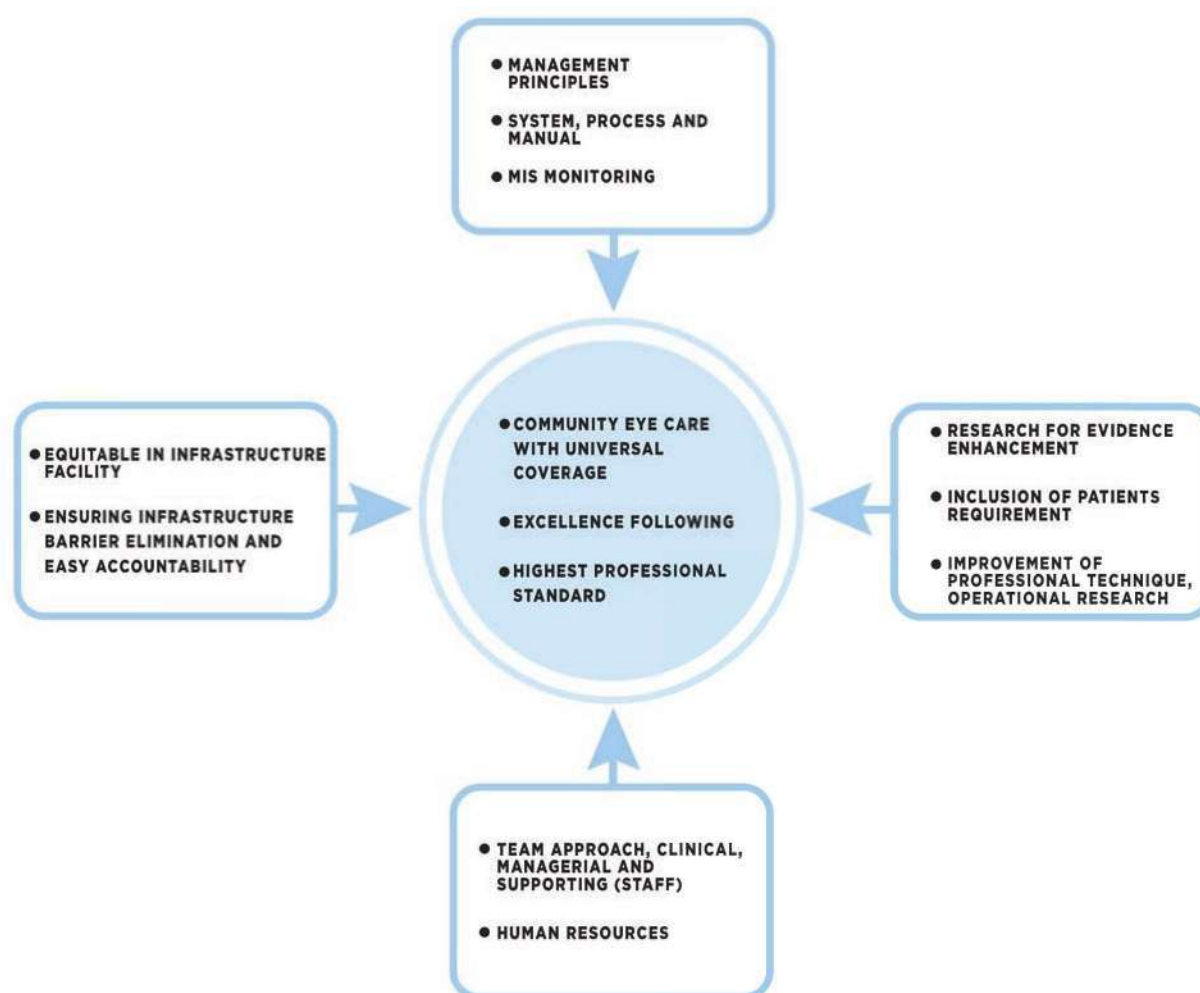 ● MANAGEMENT
PRINCIPLES
● SYSTEM, PROCESS AND
MANUAL
● MIS MONITORING
● EQUITABLE IN INFRASTRUCTURE
FACILITY
● ENSURING INFRASTRUCTURE
BARRIER ELIMINATION AND
EASY ACCOUNTABILITY
● COMMUNITY EYE CARE
WITH UNIVERSAL
COVERAGE
● EXCELLENCE FOLLOWING
● HIGHEST PROFESSIONAL
STANDARD
● RESEARCH FOR EVIDENCE
ENHANCEMENT
● INCLUSION OF PATIENTS
REQUIREMENT
● IMPROVEMENT OF
PROFESSIONAL TECHNIQUE,
OPERATIONAL RESEARCH
● TEAM APPROACH, CLINICAL,
MANAGERIAL AND
SUPPORTING (STAFF)
● HUMAN RESOURCES